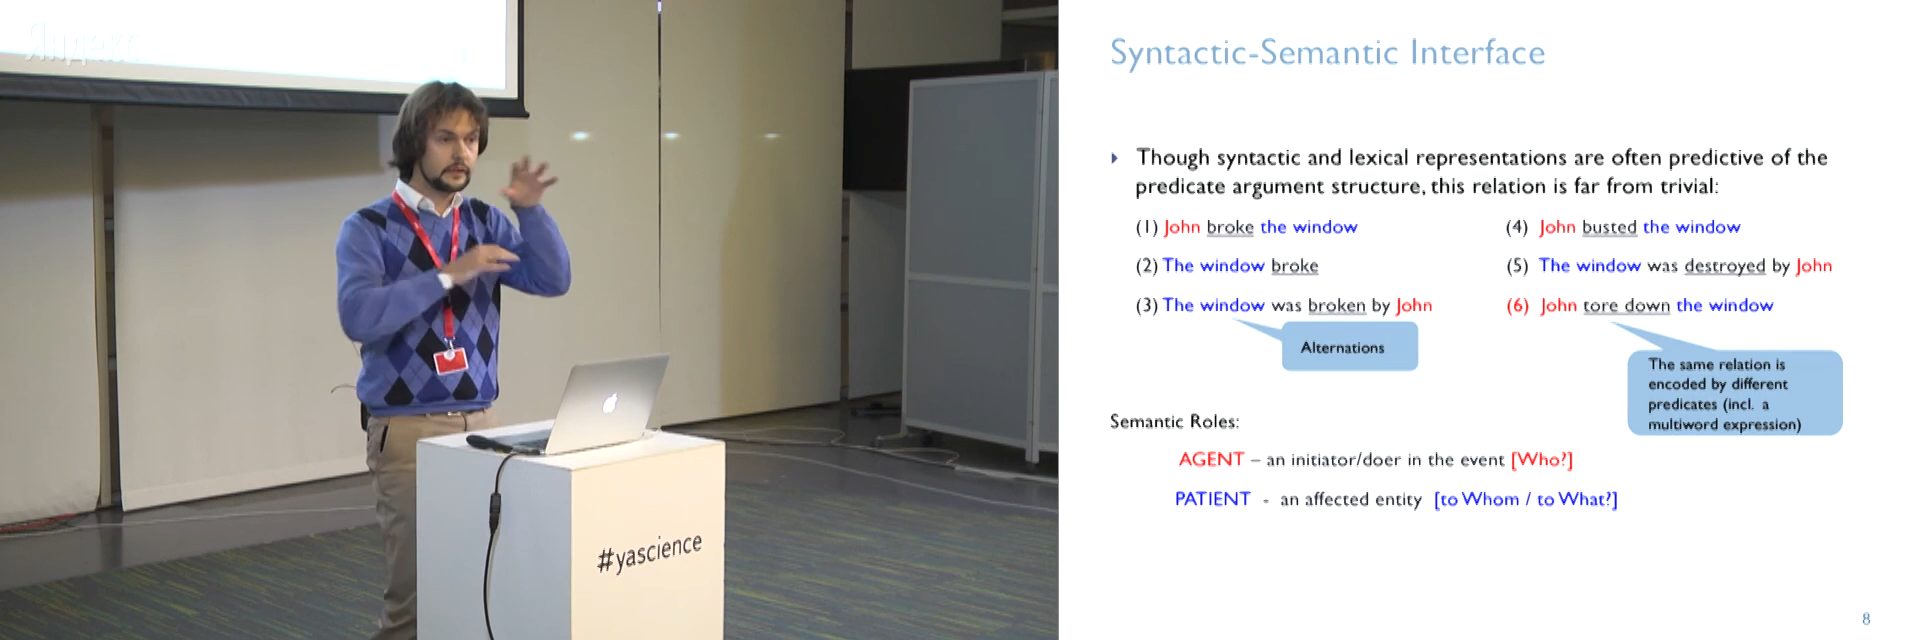 Яндекс
#yascience
Syntactic-Semantic Interface
Though syntactic and lexical representations are often predictive of the
predicate argument structure, this relation is far from trivial:
(1) John broke the window
(2) The window broke
(3) The window was broken by John
(4) John busted the window
(5) The window was destroyed by John
(6) John tore down the window
Alternations
The same relation is
encoded by different
predicates (incl. a
multiword expression)
Semantic Roles:
AGENT – an initiator/doer in the event [Who?]
PATIENT - an affected entity [to Whom / to What?]
8